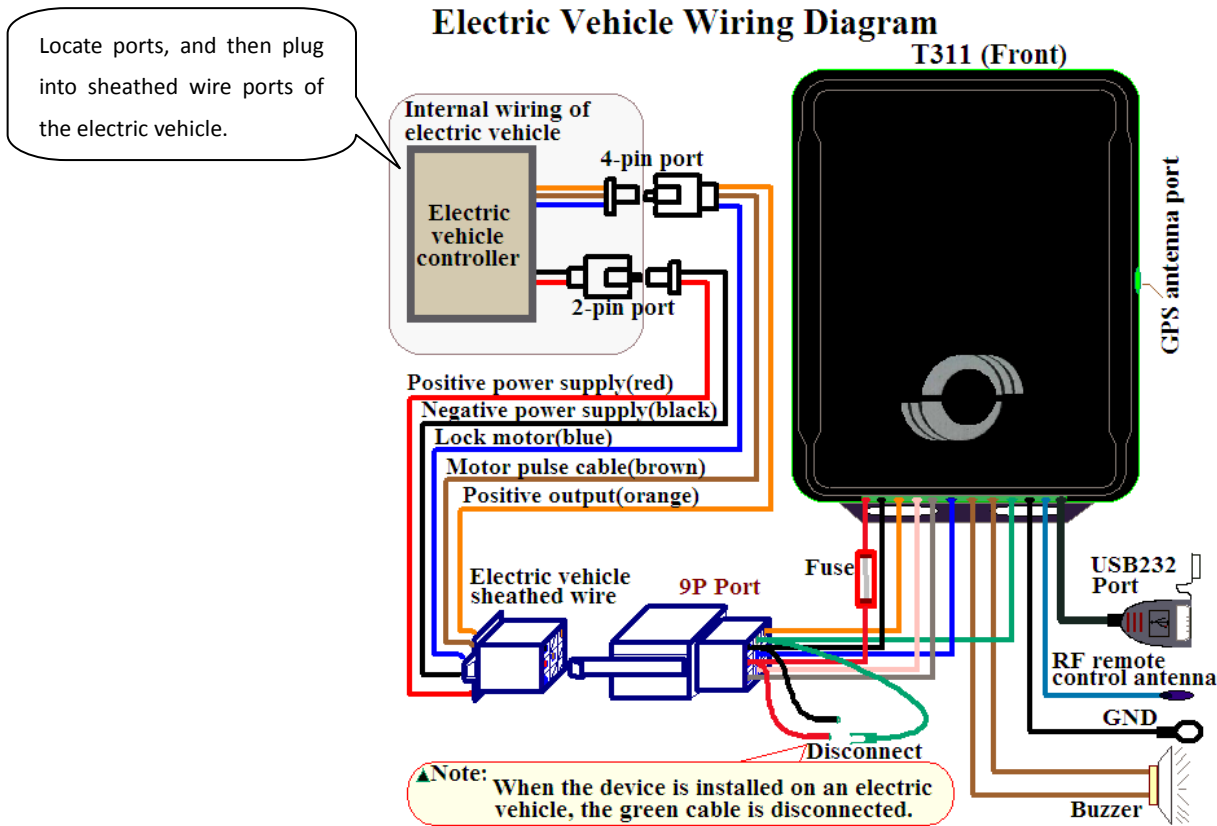 Electric Vehicle Wiring Diagram
Locate ports, and then plug
into sheathed wire ports of
the electric vehicle.
T311 (Front)
Internal wiring of
electric vehicle
4-pin port
Electric
vehicle
controller
2-pin port
GPS antenna port
Positive power supply(red)
Negative power supply(black)
Lock motor(blue)
Motor pulse cable(brown)
Positive output(orange)
Electric vehicle
sheathed wire
9P Port
Fuse
USB232
Port
RF remote
control antenna
GND
Disconnect
Buzzer
▲Note:
When the device is installed on an electric
vehicle, the green cable is disconnected.